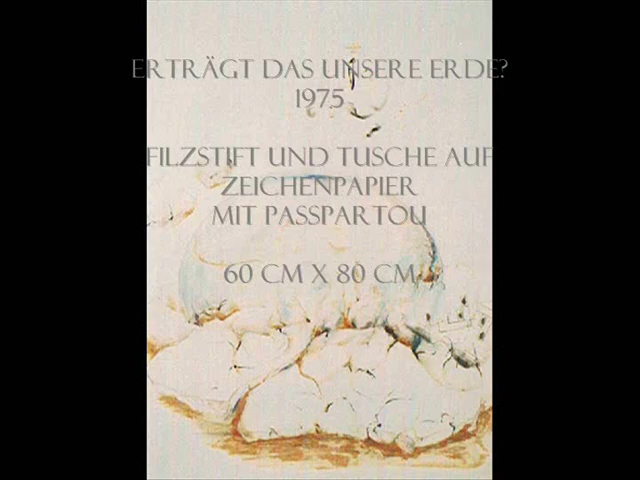 ERTRÄGT DAS UNSERE ERDE?
1975
FILZSTIFT UND TUSCHE AUF
ZEICHENPAPIER
MIT PASSPARTOU
60 CM X 80 CM